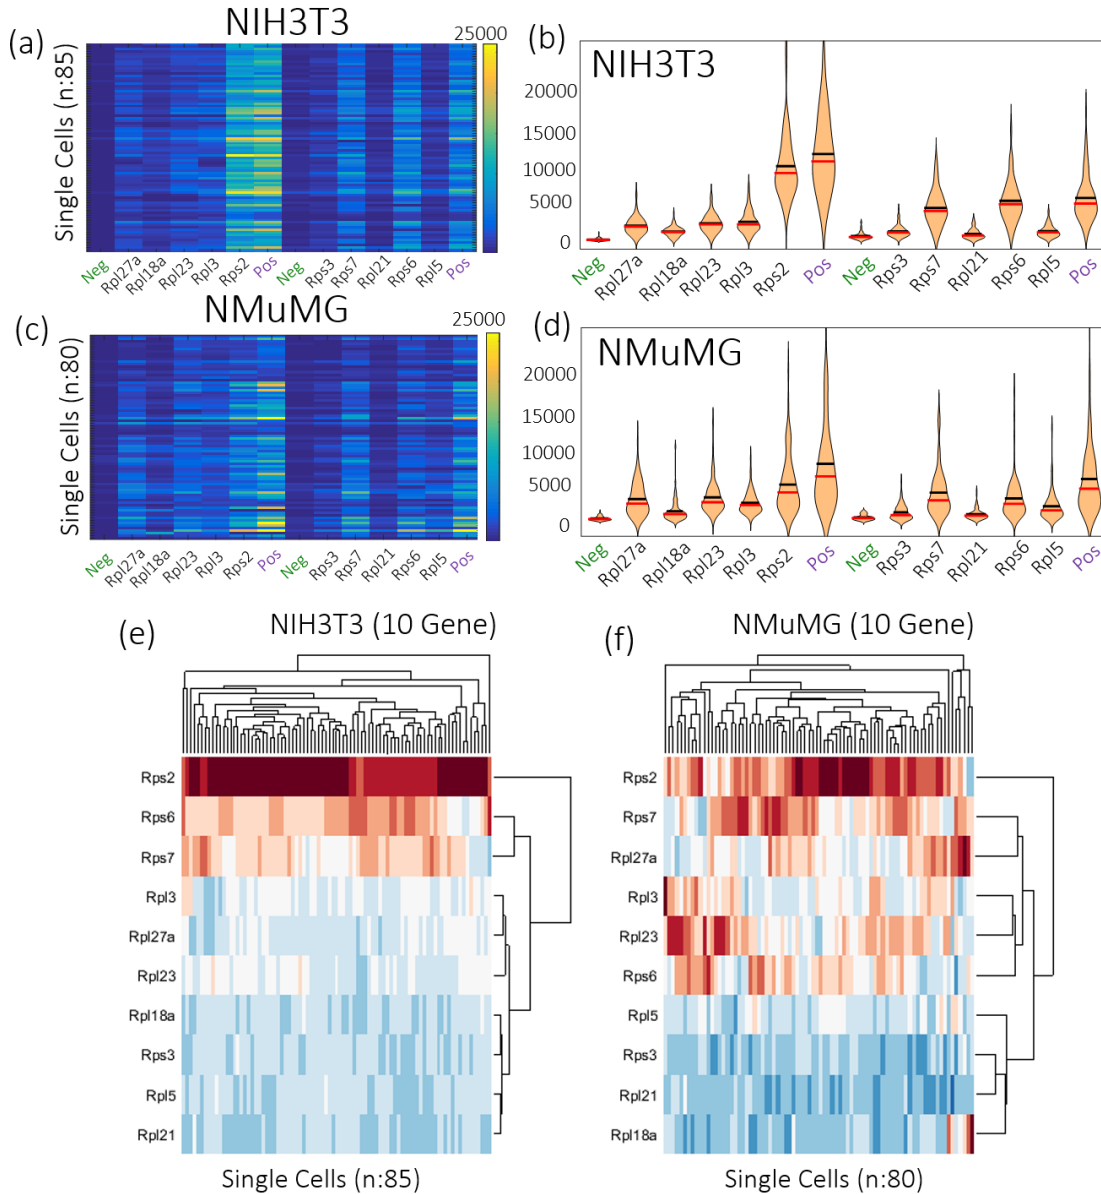 (a)
NIH3T3
25000
Single Cells (n:85)
0
Neg Rpl27a Rpl18a Rpl23 Rpl3 Rps2 Pos Neg Rps3 Rps7 Rpl21 Rps6 Rpl5 Pos
(b)
NIH3T3
20000
15000
10000
5000
0
Neg Rpl27a Rpl18a Rpl23 Rpl3 Rps2 Pos Neg Rps3 Rps7 Rpl21 Rps6 Rpl5 Pos
(c)
NMuMG
25000
Single Cells (n:80)
0
Neg Rpl27a Rpl18a Rpl23 Rpl3 Rps2 Pos Neg Rps3 Rps7 Rpl21 Rps6 Rpl5 Pos
(d)
NMuMG
20000
15000
10000
5000
0
Neg Rpl27a Rpl18a Rpl23 Rpl3 Rps2 Pos Neg Rps3 Rps7 Rpl21 Rps6 Rpl5 Pos
(e)
NIH3T3 (10 Gene)
Rps2
Rps6
Rps7
Rpl3
Rpl27a
Rpl23
Rpl18a
Rps3
Rpl5
Rpl21
Single Cells (n:85)
(f)
NMuMG (10 Gene)
Rps2
Rps7
Rpl27a
Rpl3
Rpl23
Rps6
Rpl5
Rps3
Rpl21
Rpl18a
Single Cells (n:80)